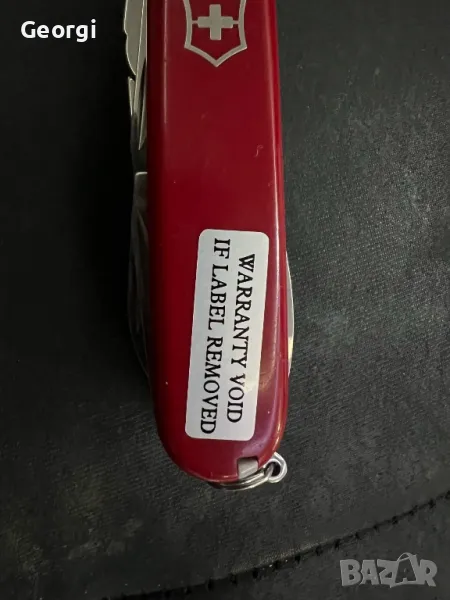 Georgi
WARRANTY VOID
IF LABEL REMOVED
BAZAR